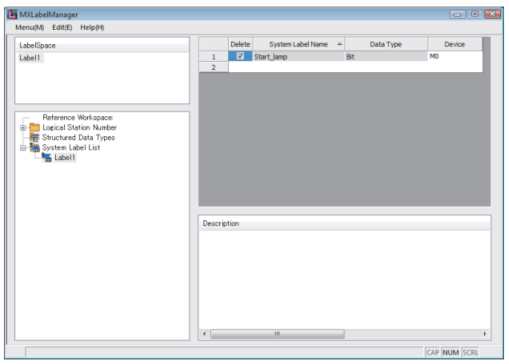 MXLabelManager
Menu(M) Edit(E) Help(H)
LabelSpace
Label1
Delete System Label Name Data Type Device
1 Start_lamp Bit M0
2
Reference Workspace:
Logical Station Number
Structured Data Types
System Label List
Label1
Description
CAP NUM SCRL